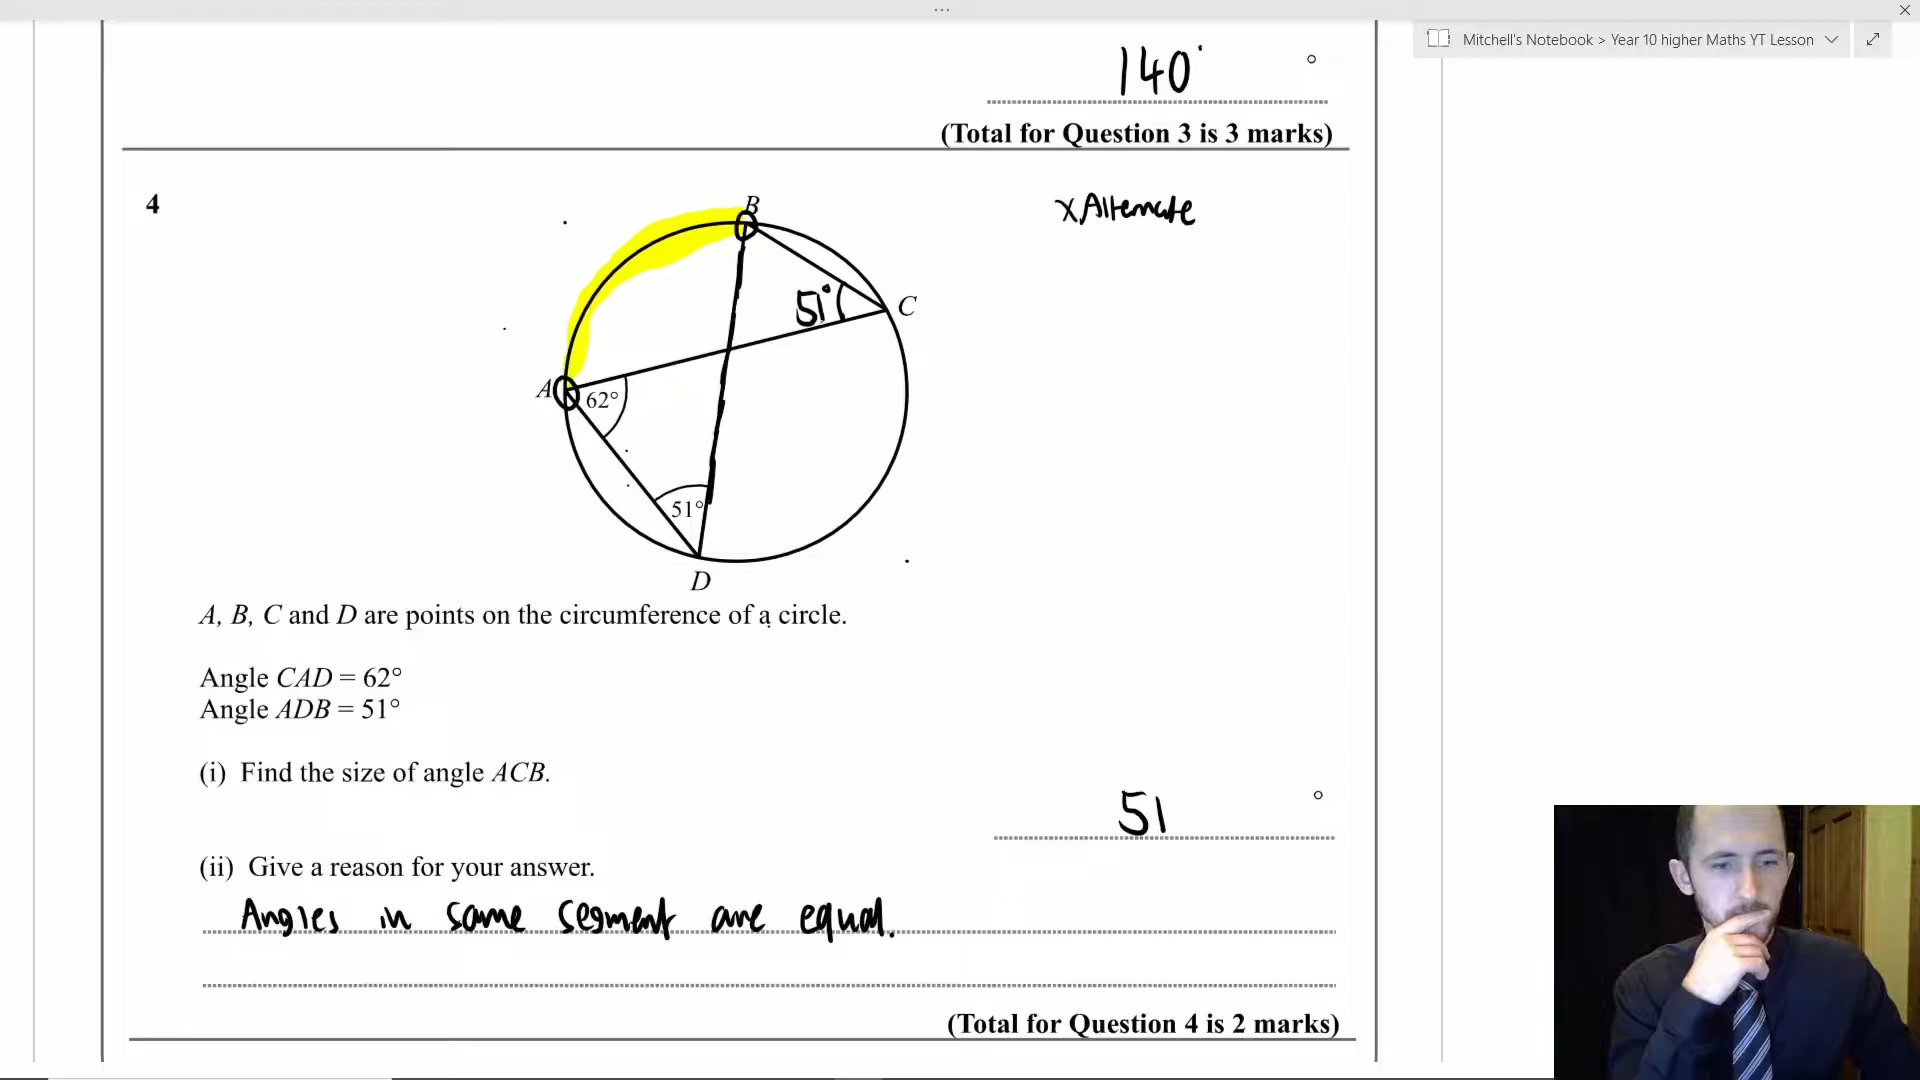 Mitchell's Notebook > Year 10 higher Maths YT Lesson
140°
°
(Total for Question 3 is 3 marks)
4
B
x Alternate
51°
C
A
62°
51°
D
A, B, C and D are points on the circumference of a circle.
Angle CAD = 62°
Angle ADB = 51°
(i) Find the size of angle ACB.
51 °
(ii) Give a reason for your answer.
Angles in same segment are equal.
(Total for Question 4 is 2 marks)